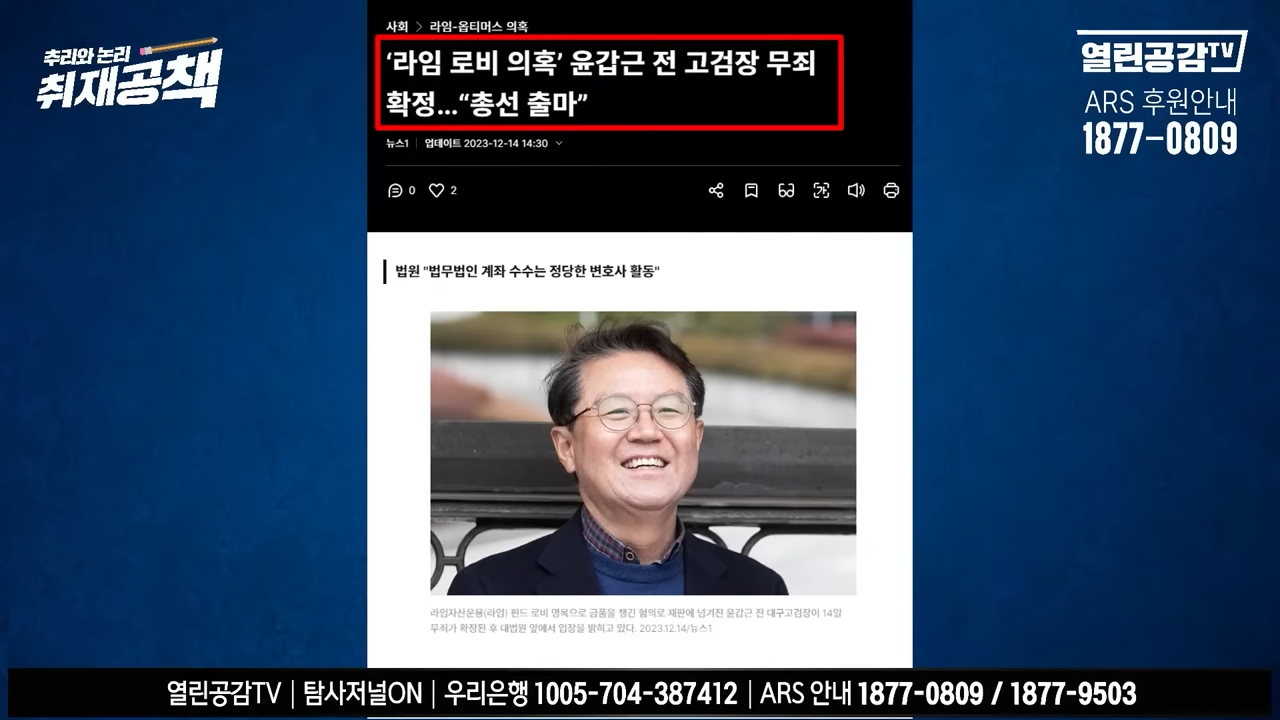 추리와 논리
취재공책
사회 > 라임-옵티머스 의혹
‘라임 로비 의혹’ 윤갑근 전 고검장 무죄
확정…“총선 출마”
뉴스1 | 업데이트 2023-12-14 14:30
0 2
가
법원 "법무법인 계좌 수수는 정당한 변호사 활동"
라임자산운용(라임) 펀드 로비 명목으로 금품을 챙긴 혐의로 재판에 넘겨진 윤갑근 전 대구고검장이 14일
무죄가 확정된 후 대법원 앞에서 입장을 밝히고 있다. 2023.12.14/뉴스1
열린공감TV
ARS 후원안내
1877-0809
열린공감TV | 탐사저널ON | 우리은행 1005-704-387412 | ARS 안내 1877-0809 / 1877-9503